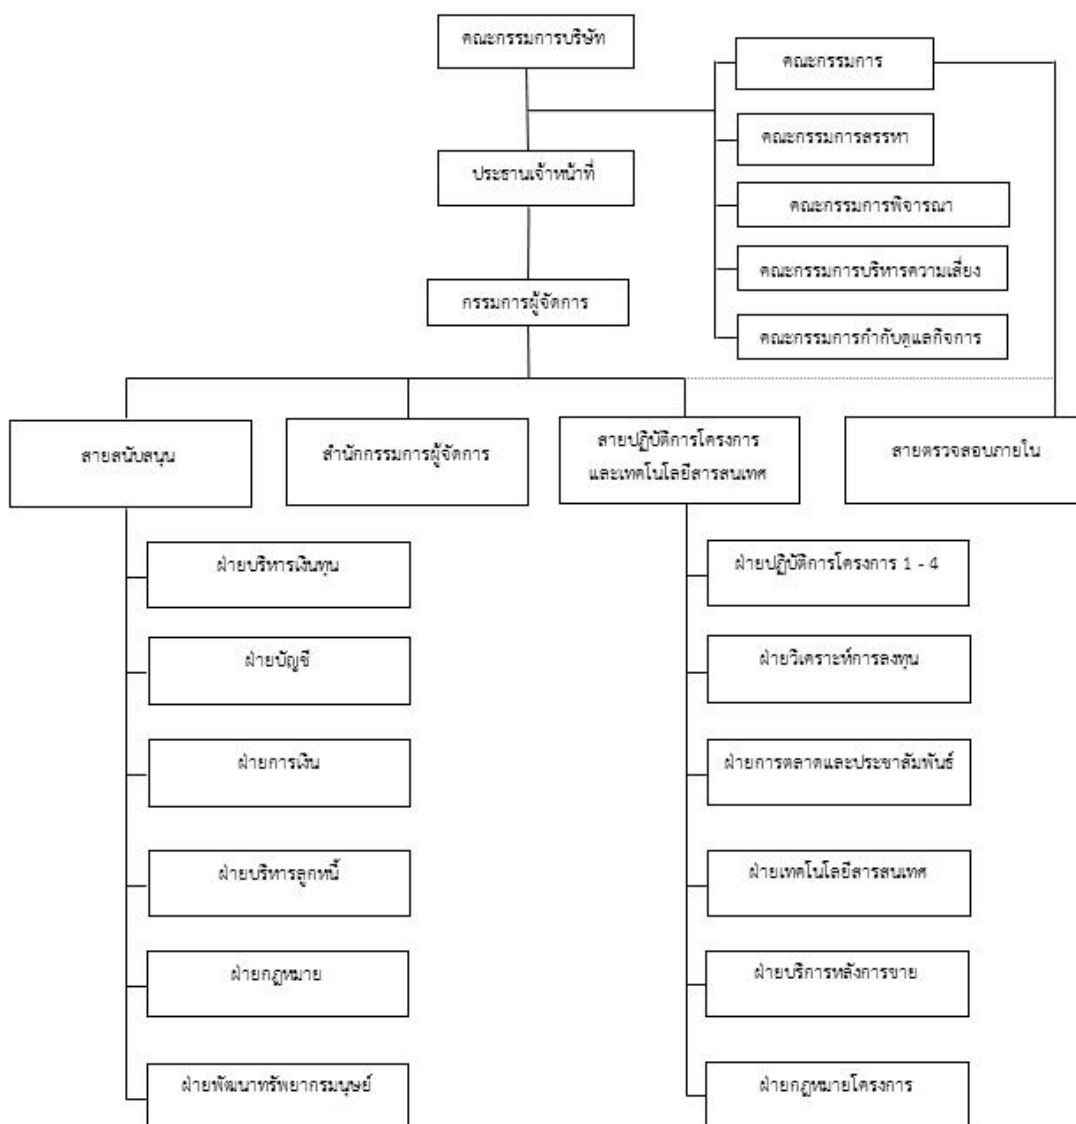 คณะกรรมการบริษัท
คณะกรรมการ
คณะกรรมการสรรหา
ประธานเจ้าหน้าที่
คณะกรรมการพิจารณา
คณะกรรมการบริหารความเสี่ยง
กรรมการผู้จัดการ
คณะกรรมการกำกับดูแลกิจการ
สายสนับสนุน
สำนักกรรมการผู้จัดการ
สายปฏิบัติการโครงการ
และเทคโนโลยีสารสนเทศ
สายตรวจสอบภายใน
ฝ่ายบริหารเงินทุน
ฝ่ายบัญชี
ฝ่ายการเงิน
ฝ่ายบริหารลูกหนี้
ฝ่ายกฎหมาย
ฝ่ายพัฒนาทรัพยากรมนุษย์
ฝ่ายปฏิบัติการโครงการ 1 - 4
ฝ่ายวิเคราะห์การลงทุน
ฝ่ายการตลาดและประชาสัมพันธ์
ฝ่ายเทคโนโลยีสารสนเทศ
ฝ่ายบริการหลังการขาย
ฝ่ายกฎหมายโครงการ